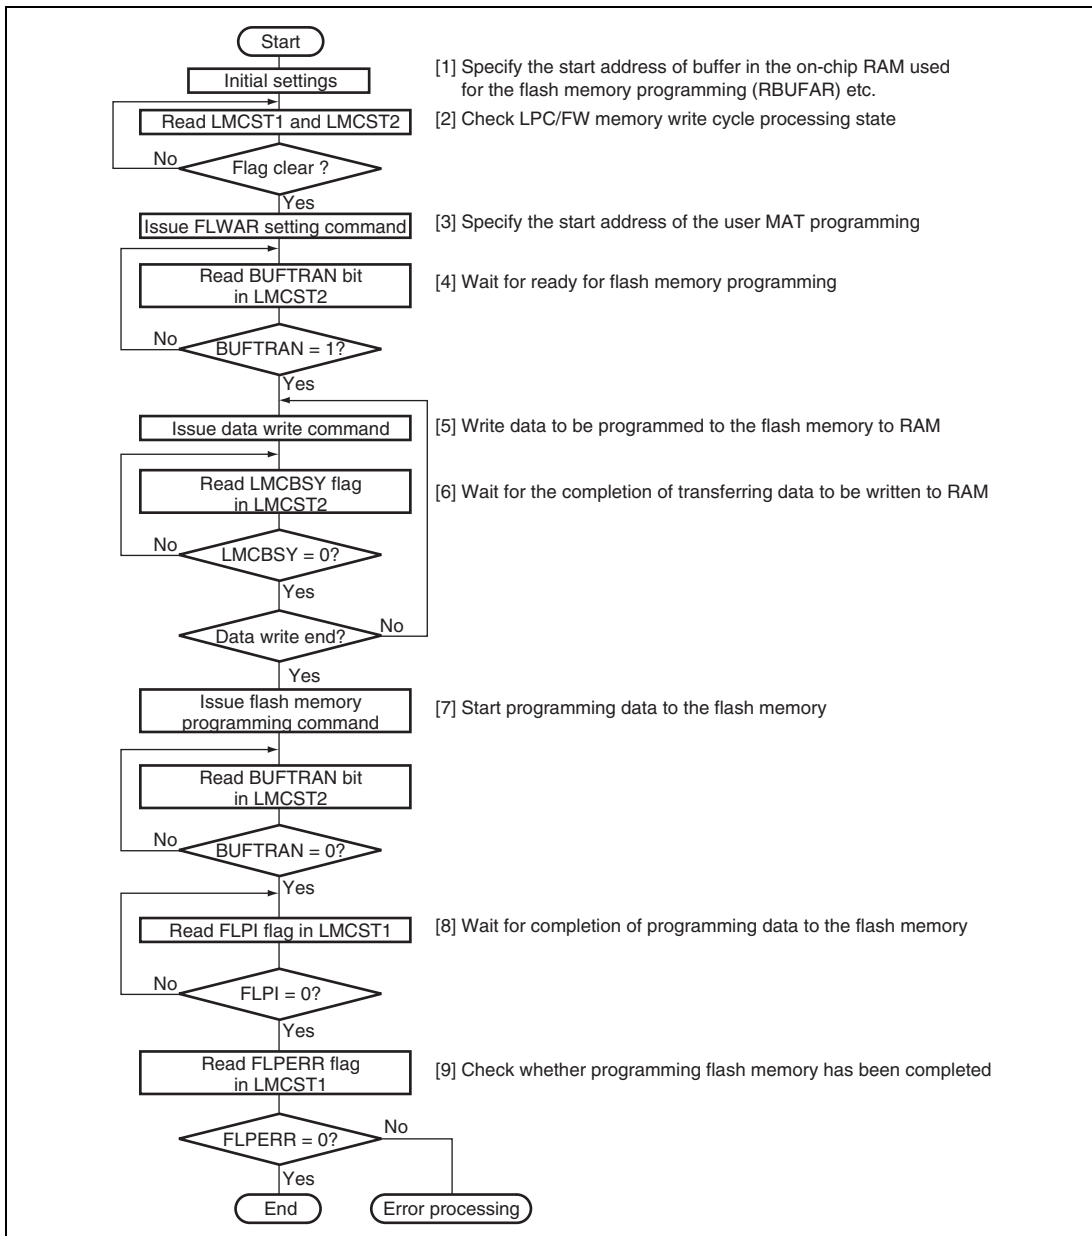 Start
Initial settings
[1] Specify the start address of buffer in the on-chip RAM used
for the flash memory programming (RBUFAR) etc.
Read LMCST1 and LMCST2
[2] Check LPC/FW memory write cycle processing state
No
Flag clear ?
Yes
Issue FLWAR setting command
[3] Specify the start address of the user MAT programming
Read BUFTRAN bit
in LMCST2
[4] Wait for ready for flash memory programming
No
BUFTRAN = 1?
Yes
Issue data write command
[5] Write data to be programmed to the flash memory to RAM
Read LMCBSY flag
in LMCST2
[6] Wait for the completion of transferring data to be written to RAM
No
LMCBSY = 0?
Yes
Data write end?
No
Yes
Issue flash memory
programming command
[7] Start programming data to the flash memory
Read BUFTRAN bit
in LMCST2
No
BUFTRAN = 0?
Yes
Read FLPI flag in LMCST1
[8] Wait for completion of programming data to the flash memory
No
FLPI = 0?
Yes
Read FLPERR flag
in LMCST1
[9] Check whether programming flash memory has been completed
FLPERR = 0?
No
Yes
End
Error processing